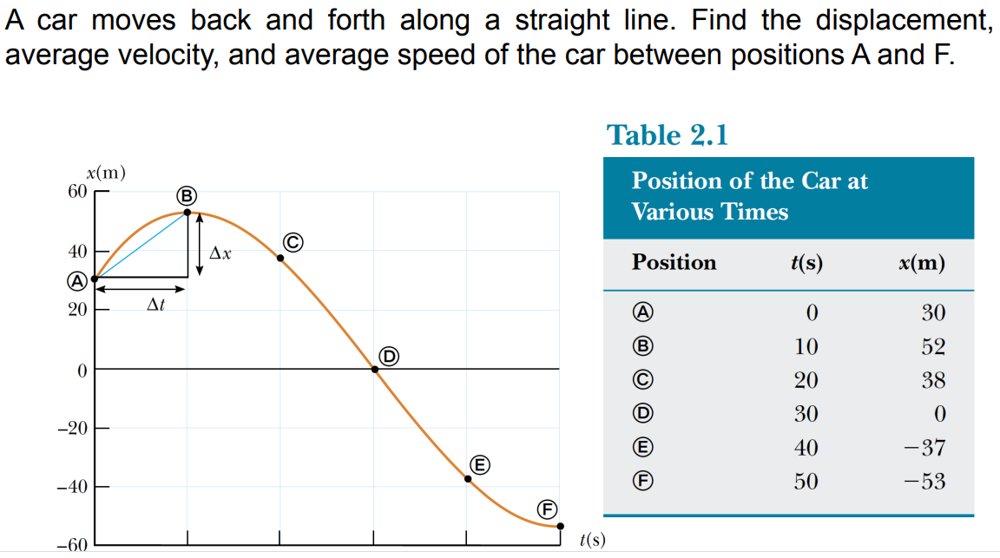 A car moves back and forth along a straight line. Find the displacement,
average velocity, and average speed of the car between positions A and F.
x(m)
60
40
20
0
−20
−40
−60
Ⓐ
Ⓑ
Ⓒ
Ⓓ
Ⓔ
Ⓕ
Δx
Δt
t(s)
Table 2.1
Position of the Car at
Various Times
Position t(s) x(m)
Ⓐ 0 30
Ⓑ 10 52
Ⓒ 20 38
Ⓓ 30 0
Ⓔ 40 −37
Ⓕ 50 −53